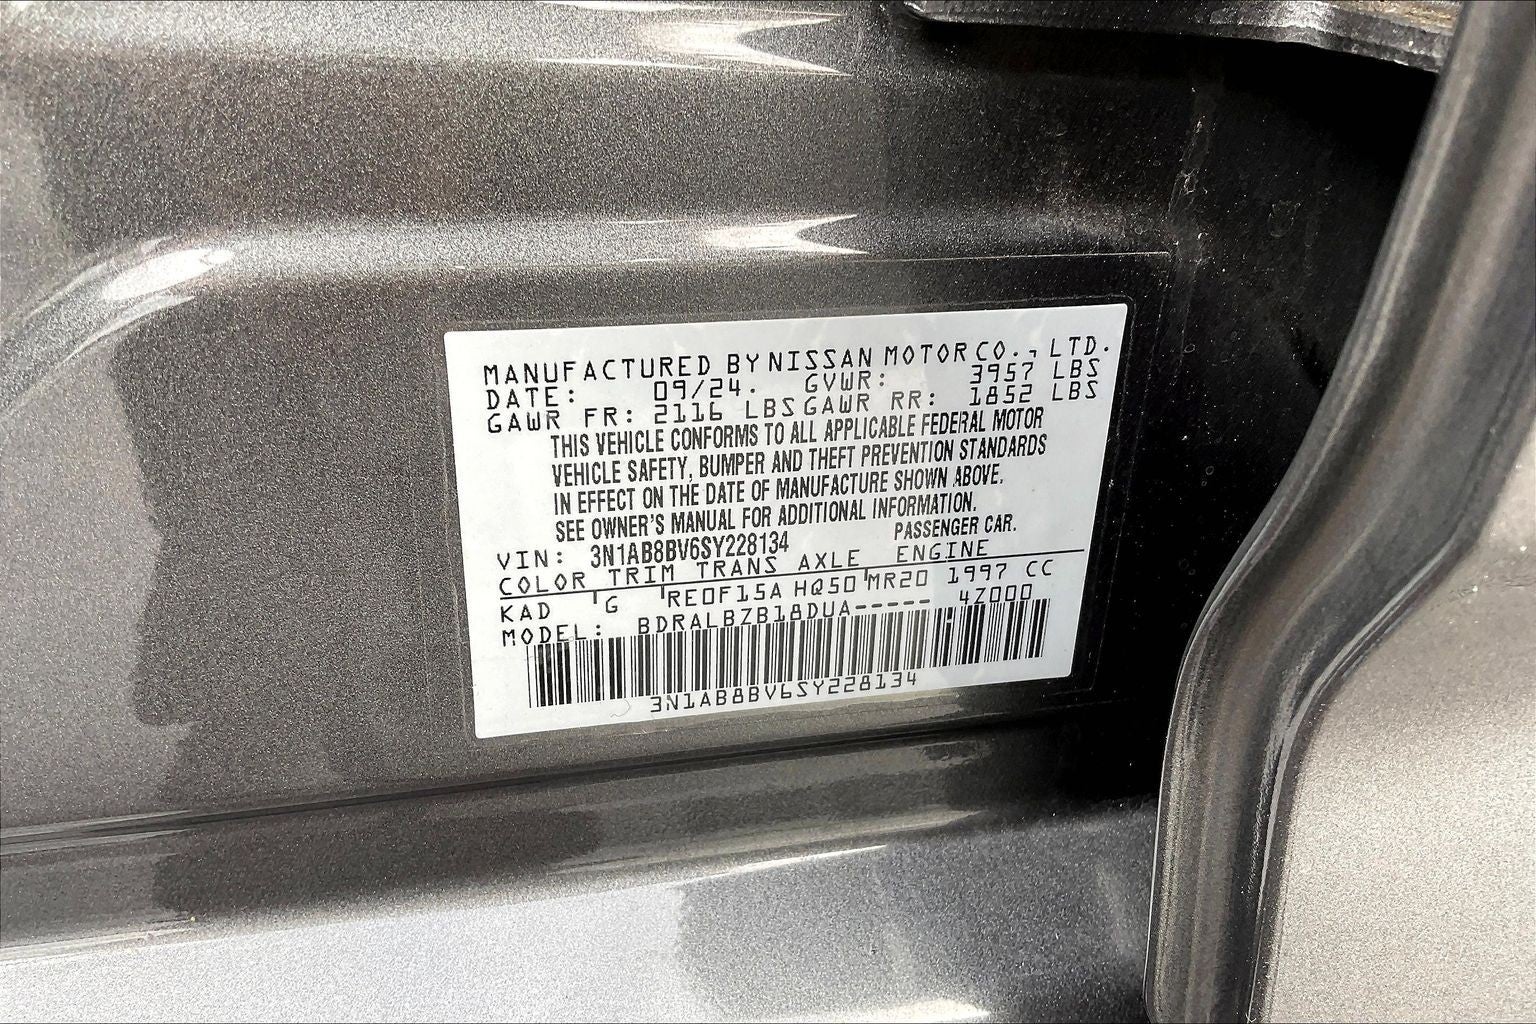 MANUFACTURED BY NISSAN MOTOR CO., LTD.
DATE: 09/24. GVWR: 3957 LBS
GAWR FR: 2116 LBS GAWR RR: 1852 LBS
THIS VEHICLE CONFORMS TO ALL APPLICABLE FEDERAL MOTOR
VEHICLE SAFETY, BUMPER AND THEFT PREVENTION STANDARDS
IN EFFECT ON THE DATE OF MANUFACTURE SHOWN ABOVE.
SEE OWNER'S MANUAL FOR ADDITIONAL INFORMATION.
VIN: 3N1AB8BV6SY228134 PASSENGER CAR.
COLOR TRIM TRANS AXLE ENGINE
KAD G RE0F15A HQ50 MR20 1997 CC
MODEL: BDRALBZB18DUA----- 4Z000
3N1AB8BV6SY228134